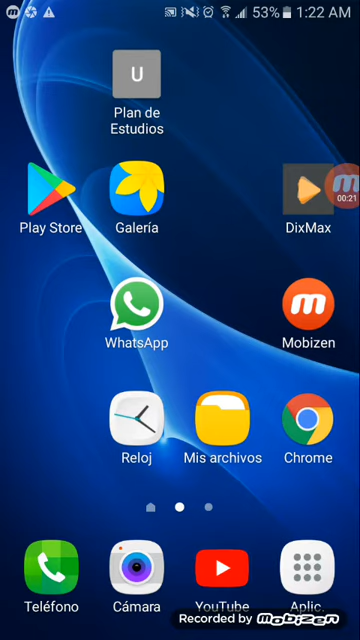 53% 1:22 AM
U
Plan de
Estudios
Play Store
Galería
DixMax
00:21
WhatsApp
Mobizen
Reloj
Mis archivos
Chrome
Teléfono
Cámara
YouTube
Aplic.
Recorded by Mobizen